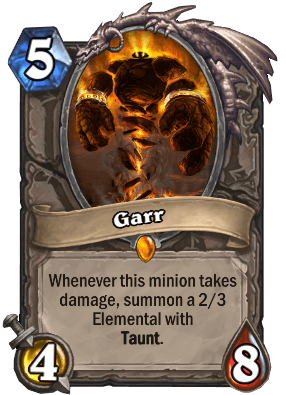 5
Garr
Whenever this minion takes
damage, summon a 2/3
Elemental with
Taunt.
4
8